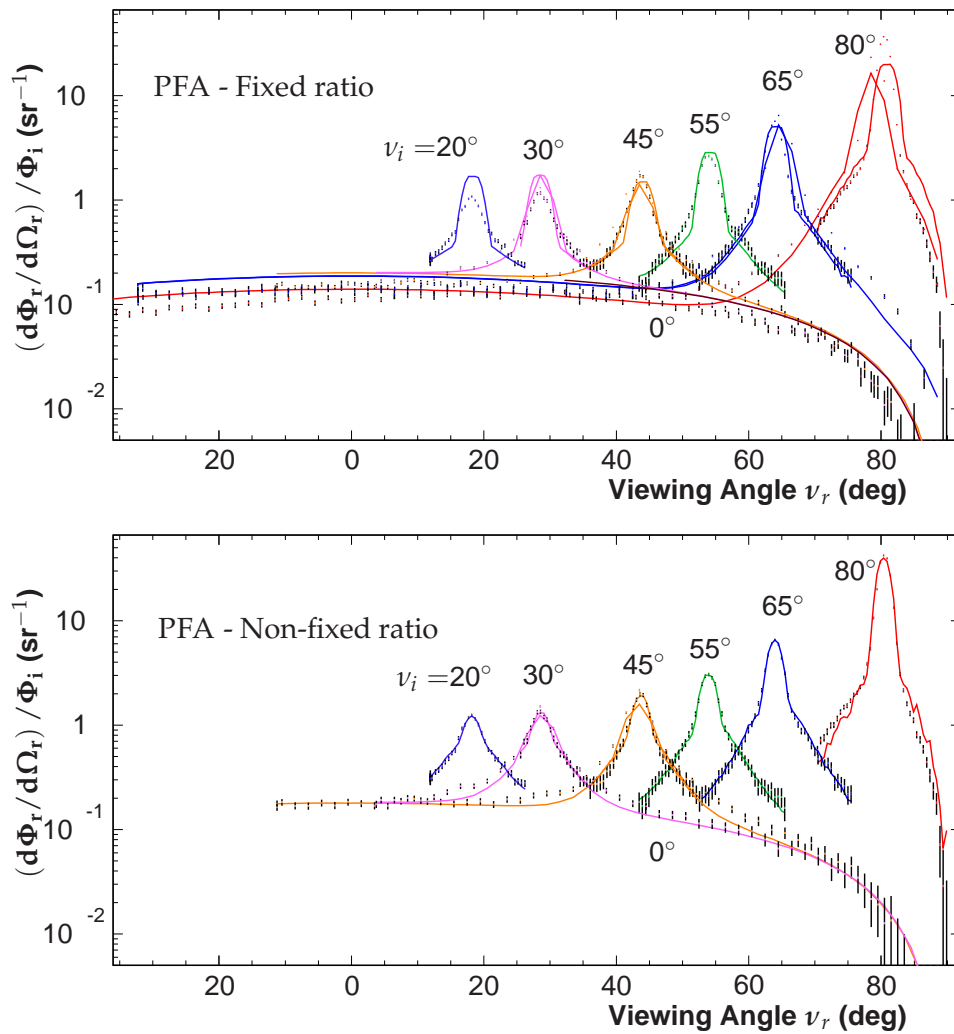 PFA - Fixed ratio
(dΦr/dΩr) / Φi (sr−1)
10
1
10 -1
10 -2
νi =20° 30° 45° 55° 65° 80°
0°
20 0 20 40 60 80
Viewing Angle νr (deg)
PFA - Non-fixed ratio
(dΦr/dΩr) / Φi (sr−1)
10
1
10 -1
10 -2
νi =20° 30° 45° 55° 65° 80°
0°
20 0 20 40 60 80
Viewing Angle νr (deg)